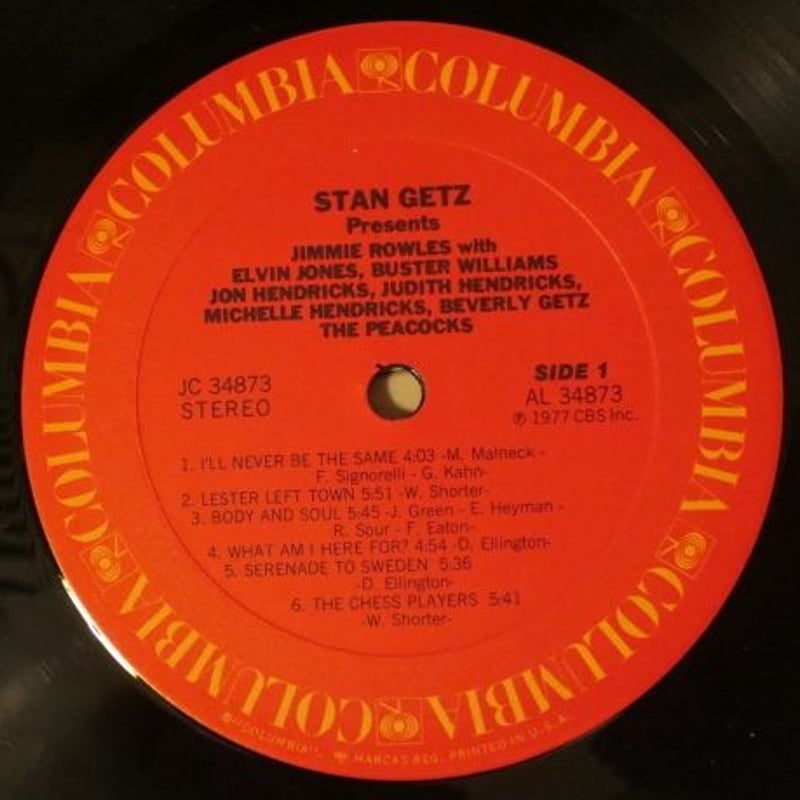 COLUMBIA COLUMBIA COLUMBIA COLUMBIA COLUMBIA COLUMBIA
STAN GETZ
Presents
JIMMIE ROWLES with
ELVIN JONES, BUSTER WILLIAMS
JON HENDRICKS, JUDITH HENDRICKS,
MICHELLE HENDRICKS, BEVERLY GETZ
THE PEACOCKS
JC 34873
STEREO
SIDE 1
AL 34873
℗ 1977 CBS Inc.
1. I'LL NEVER BE THE SAME 4:03 -M. Malneck -
F. Signorelli - G. Kahn-
2. LESTER LEFT TOWN 5:51 -W. Shorter-
3. BODY AND SOUL 5:45 -J. Green - E. Heyman -
R. Sour - F. Eaton-
4. WHAT AM I HERE FOR? 4:54 -D. Ellington-
5. SERENADE TO SWEDEN 5:36
-D. Ellington-
6. THE CHESS PLAYERS 5:41
-W. Shorter-
"COLUMBIA", MARCAS REG. PRINTED IN U.S.A.